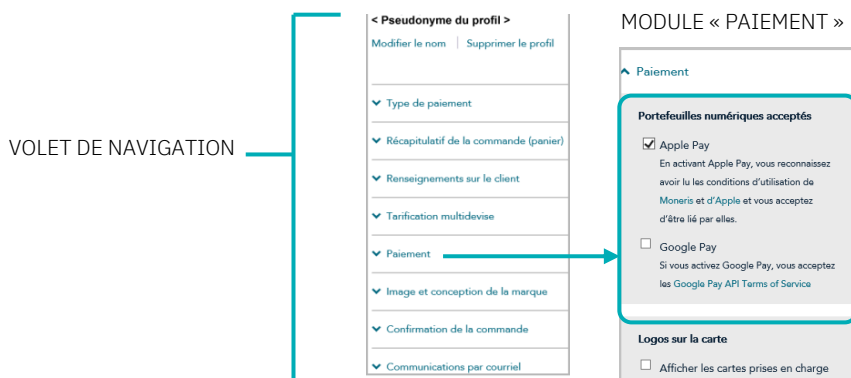 VOLET DE NAVIGATION
< Pseudonyme du profil >
Modifier le nom | Supprimer le profil
Type de paiement
Récapitulatif de la commande (panier)
Renseignements sur le client
Tarification multidevise
Paiement
Image et conception de la marque
Confirmation de la commande
Communications par courriel
MODULE « PAIEMENT »
Paiement
Portefeuilles numériques acceptés
Apple Pay
En activant Apple Pay, vous reconnaissez
avoir lu les conditions d'utilisation de
Moneris et d'Apple et vous acceptez
d'être lié par elles.
Google Pay
Si vous activez Google Pay, vous acceptez
les Google Pay API Terms of Service
Logos sur la carte
Afficher les cartes prises en charge